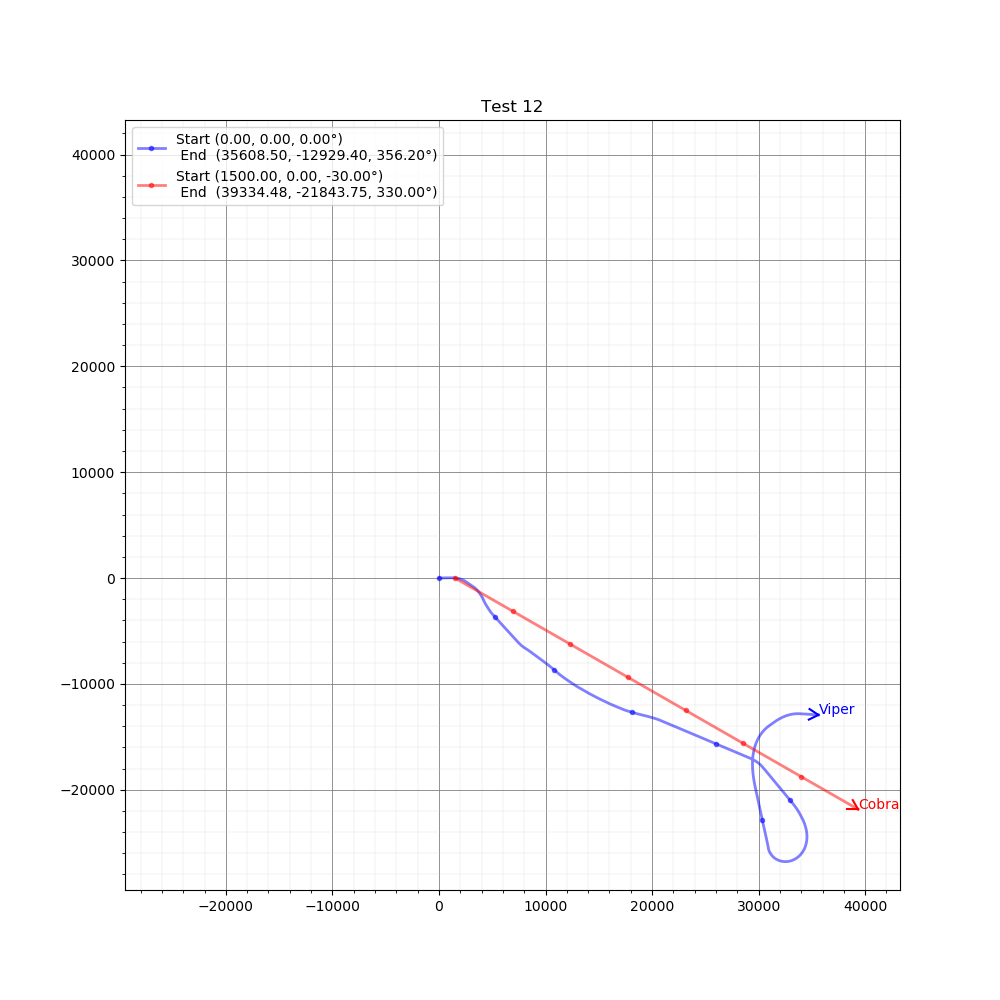 Test 12
Start (0.00, 0.00, 0.00°)
End  (35608.50, -12929.40, 356.20°)
Start (1500.00, 0.00, -30.00°)
End  (39334.48, -21843.75, 330.00°)
40000
30000
20000
10000
0
−10000
−20000
Viper
Cobra
−20000 −10000 0 10000 20000 30000 40000